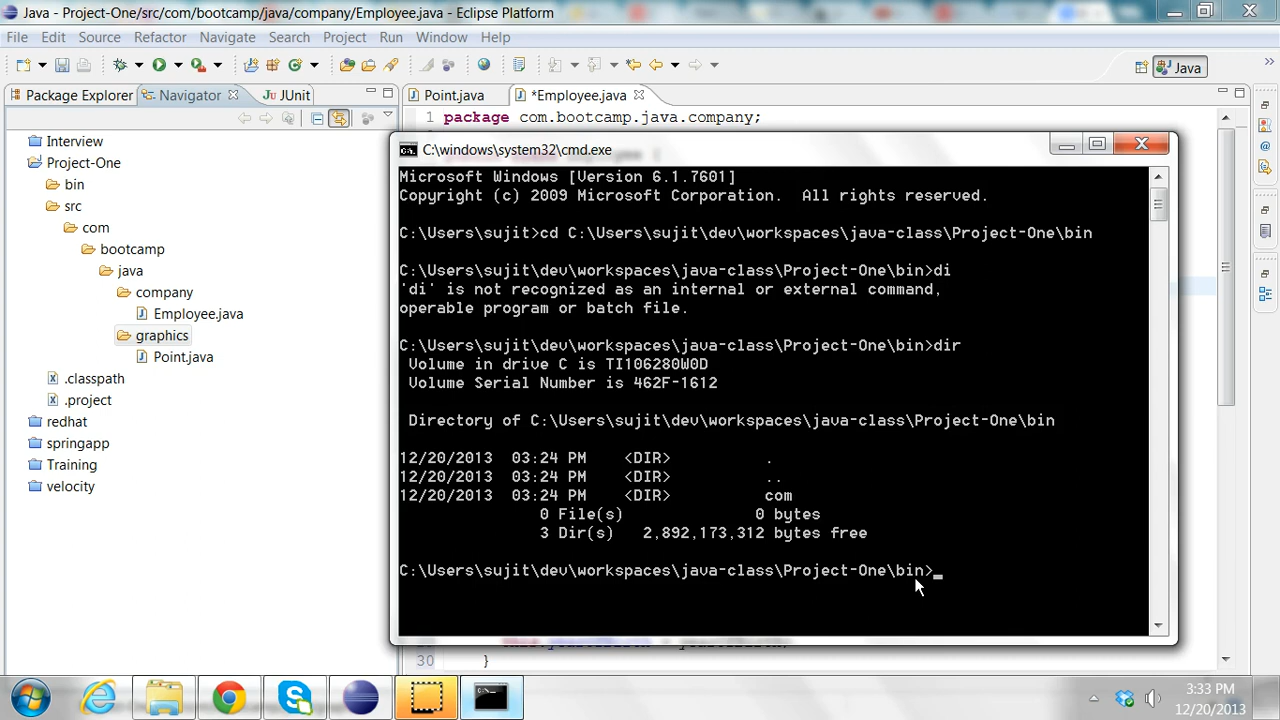 Java - Project-One/src/com/bootcamp/java/company/Employee.java - Eclipse Platform
File Edit Source Refactor Navigate Search Project Run Window Help
Java
Package Explorer Navigator JUnit
Point.java *Employee.java
1 package com.bootcamp.java.company;
C:\windows\system32\cmd.exe
Microsoft Windows [Version 6.1.7601]
Copyright (c) 2009 Microsoft Corporation. All rights reserved.
C:\Users\sujit>cd C:\Users\sujit\dev\workspaces\java-class\Project-One\bin
C:\Users\sujit\dev\workspaces\java-class\Project-One\bin>di
'di' is not recognized as an internal or external command,
operable program or batch file.
C:\Users\sujit\dev\workspaces\java-class\Project-One\bin>dir
Volume in drive C is TI106280W0D
Volume Serial Number is 462F-1612
Directory of C:\Users\sujit\dev\workspaces\java-class\Project-One\bin
12/20/2013 03:24 PM <DIR> .
12/20/2013 03:24 PM <DIR> ..
12/20/2013 03:24 PM <DIR> com
0 File(s) 0 bytes
3 Dir(s) 2,892,173,312 bytes free
C:\Users\sujit\dev\workspaces\java-class\Project-One\bin>_
Interview
Project-One
bin
src
com
bootcamp
java
company
Employee.java
graphics
Point.java
.classpath
.project
redhat
springapp
Training
velocity
30 }
3:33 PM
12/20/2013